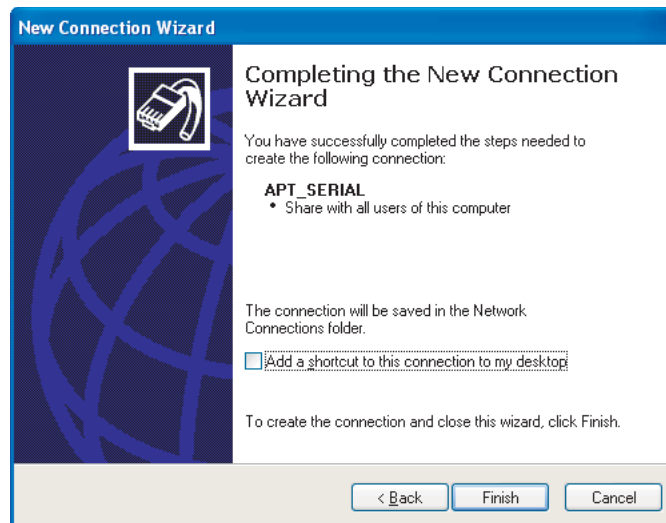 New Connection Wizard
Completing the New Connection
Wizard
You have successfully completed the steps needed to
create the following connection:
APT_SERIAL
• Share with all users of this computer
The connection will be saved in the Network
Connections folder.
Add a shortcut to this connection to my desktop
To create the connection and close this wizard, click Finish.
< Back
Finish
Cancel